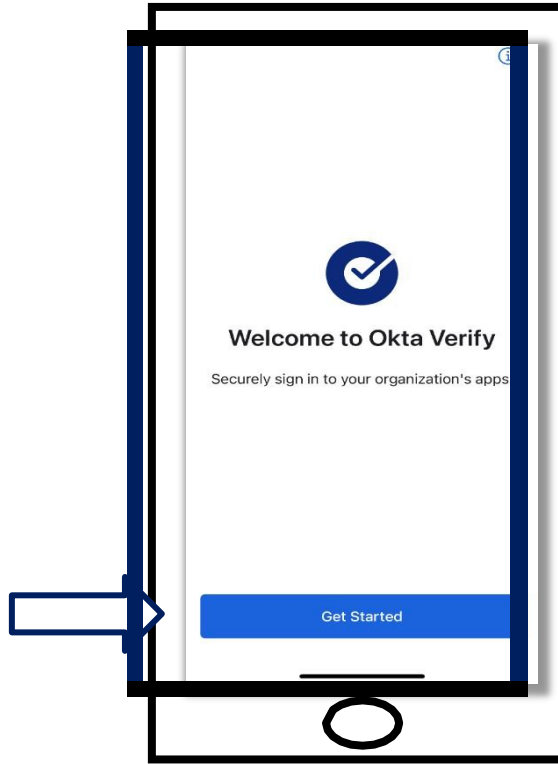 Welcome to Okta Verify
Securely sign in to your organization's apps
Get Started